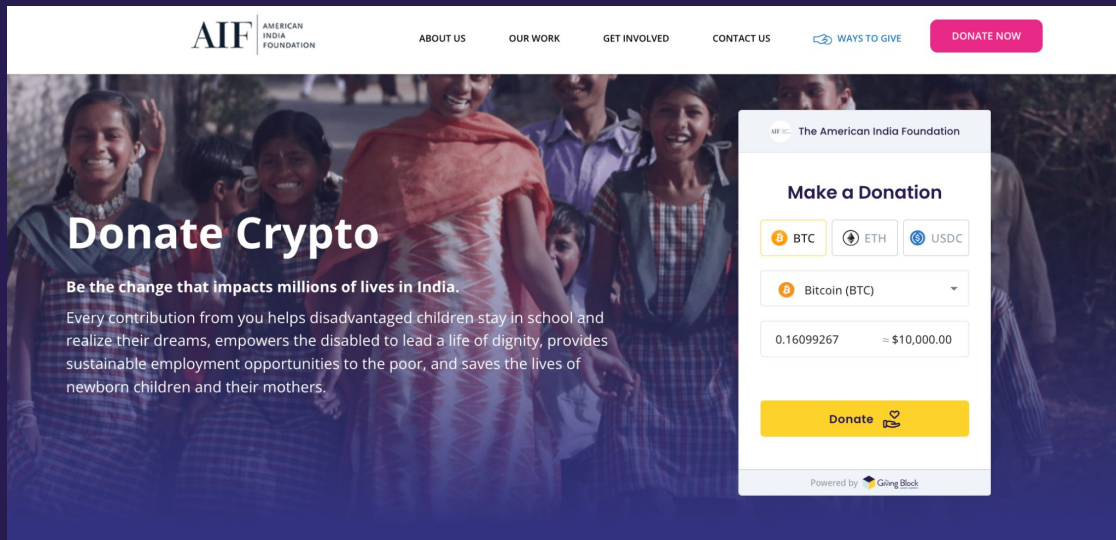 AIF
AMERICAN
INDIA
FOUNDATION
ABOUT US
OUR WORK
GET INVOLVED
CONTACT US
WAYS TO GIVE
DONATE NOW
Donate Crypto
Be the change that impacts millions of lives in India.
Every contribution from you helps disadvantaged children stay in school and
realize their dreams, empowers the disabled to lead a life of dignity, provides
sustainable employment opportunities to the poor, and saves the lives of
newborn children and their mothers.
AIF
The American India Foundation
Make a Donation
BTC
ETH
USDC
Bitcoin (BTC)
0.16099267 ≈ $10,000.00
Donate
Powered by Giving Block